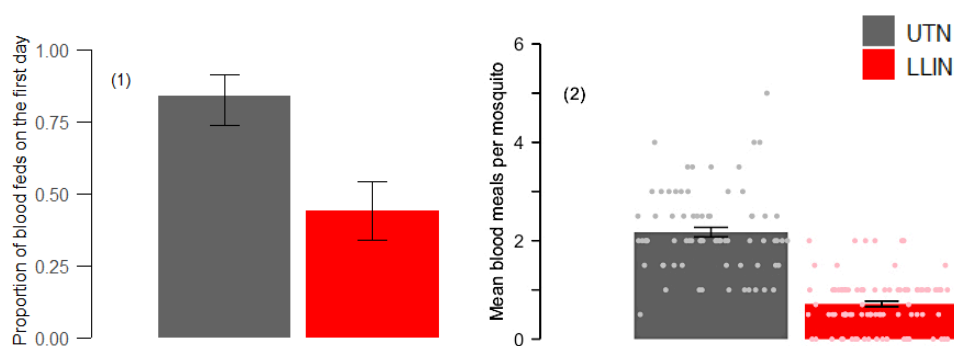 Proportion of blood feds on the first day
1.00
0.75
0.50
0.25
0.00
(1)
Mean blood meals per mosquito
6
4
2
0
(2)
UTN
LLIN